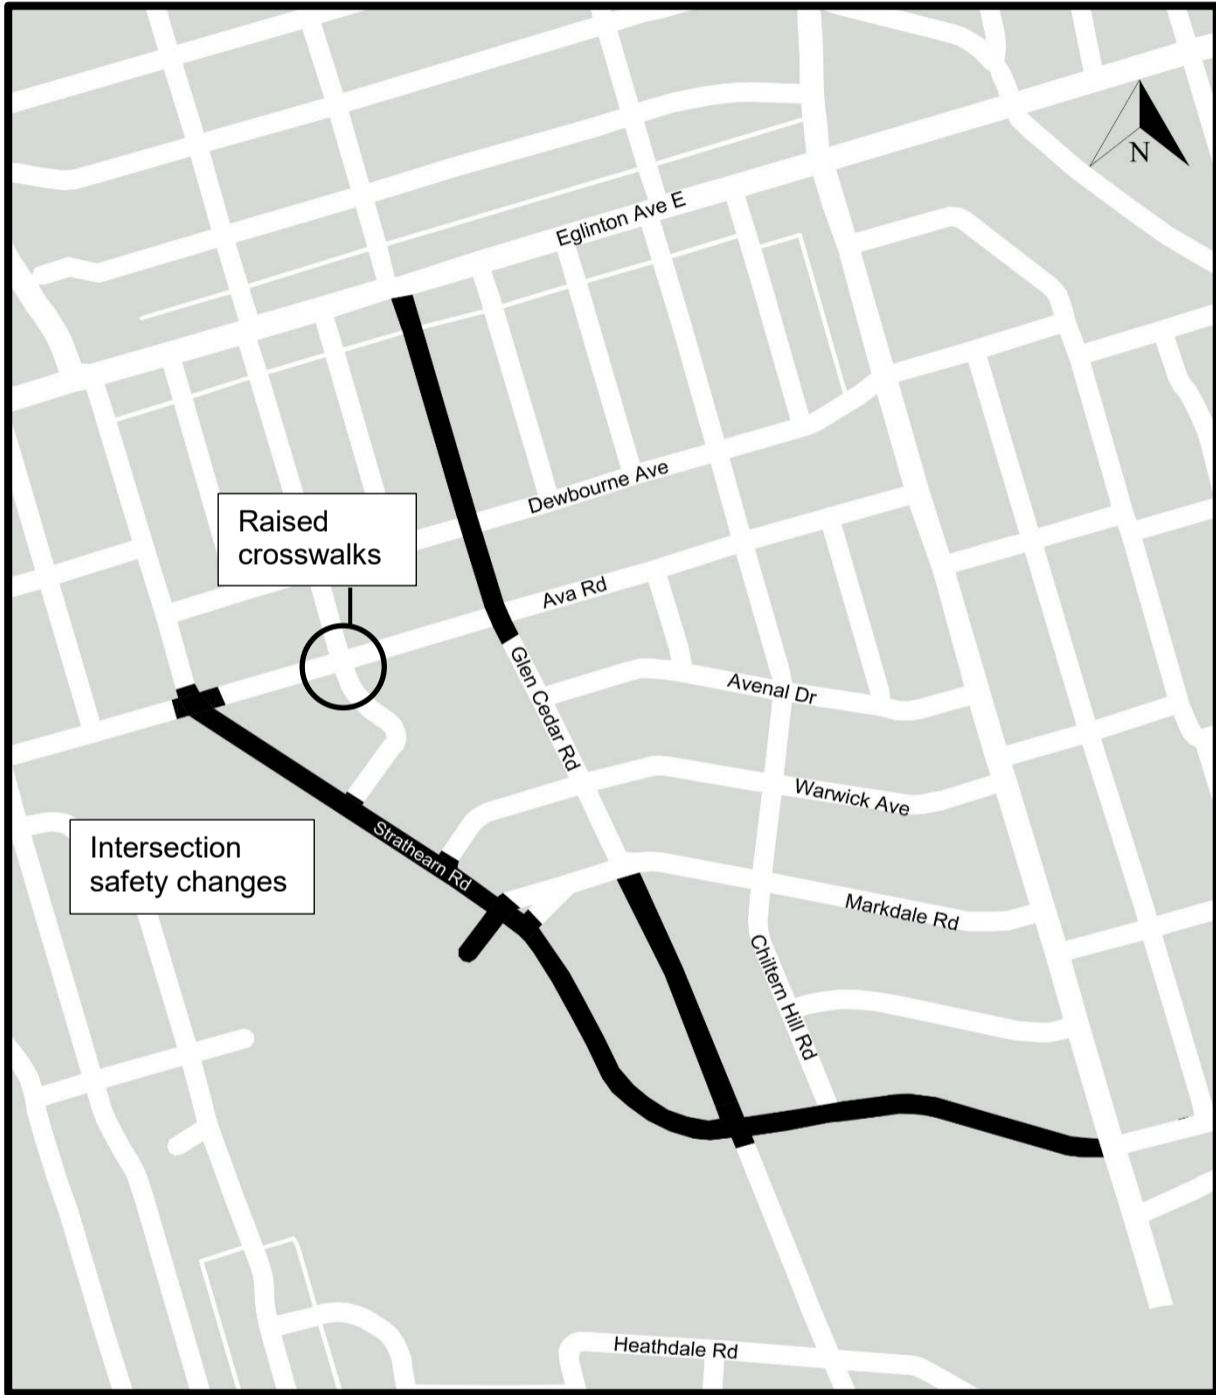 N
Eglinton Ave E
Dewbourne Ave
Raised
crosswalks
Ava Rd
Glen Cedar Rd
Avenal Dr
Warwick Ave
Strathearn Rd
Intersection
safety changes
Markdale Rd
Chiltern Hill Rd
Heathdale Rd